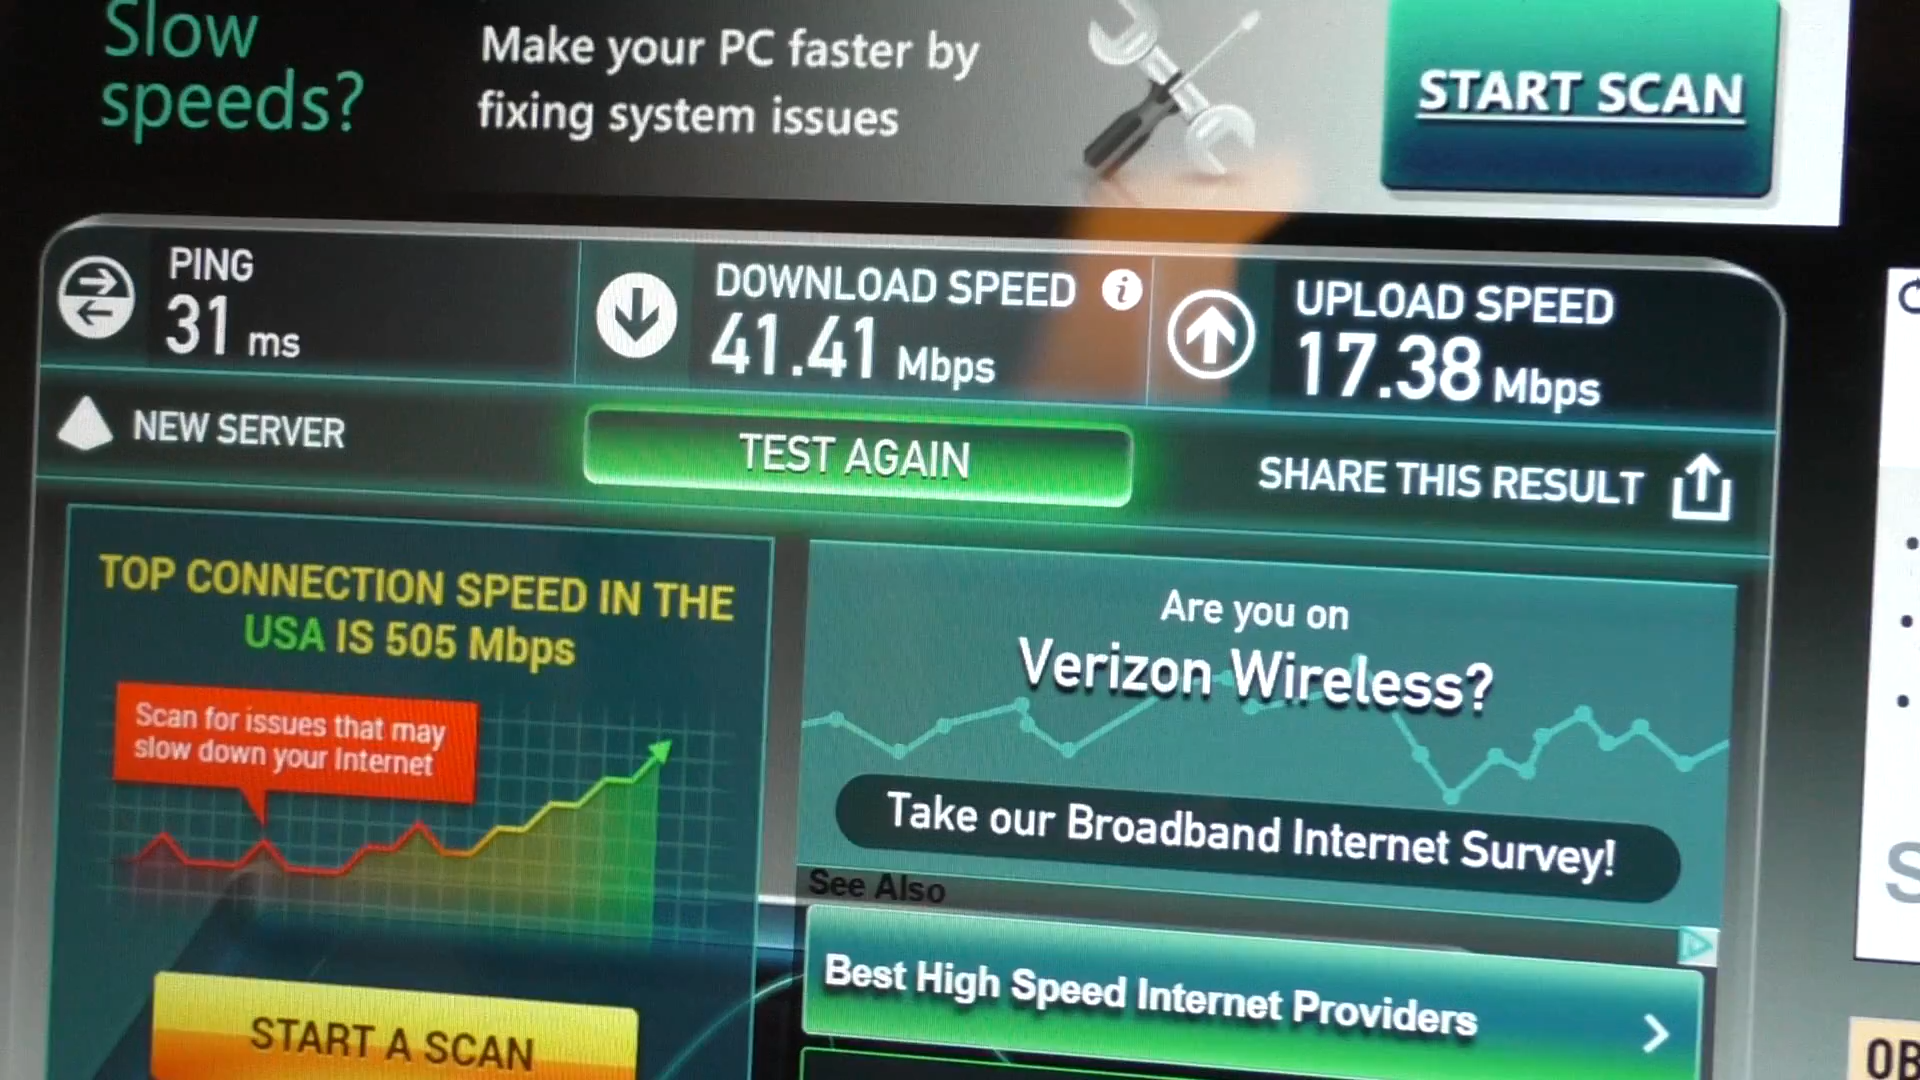 Slow
speeds?
Make your PC faster by
fixing system issues
START SCAN
PING
31 ms
DOWNLOAD SPEED i
41.41 Mbps
UPLOAD SPEED
17.38 Mbps
NEW SERVER
TEST AGAIN
SHARE THIS RESULT
TOP CONNECTION SPEED IN THE
USA IS 505 Mbps
Scan for issues that may
slow down your Internet
START A SCAN
Are you on
Verizon Wireless?
Take our Broadband Internet Survey!
See Also
Best High Speed Internet Providers